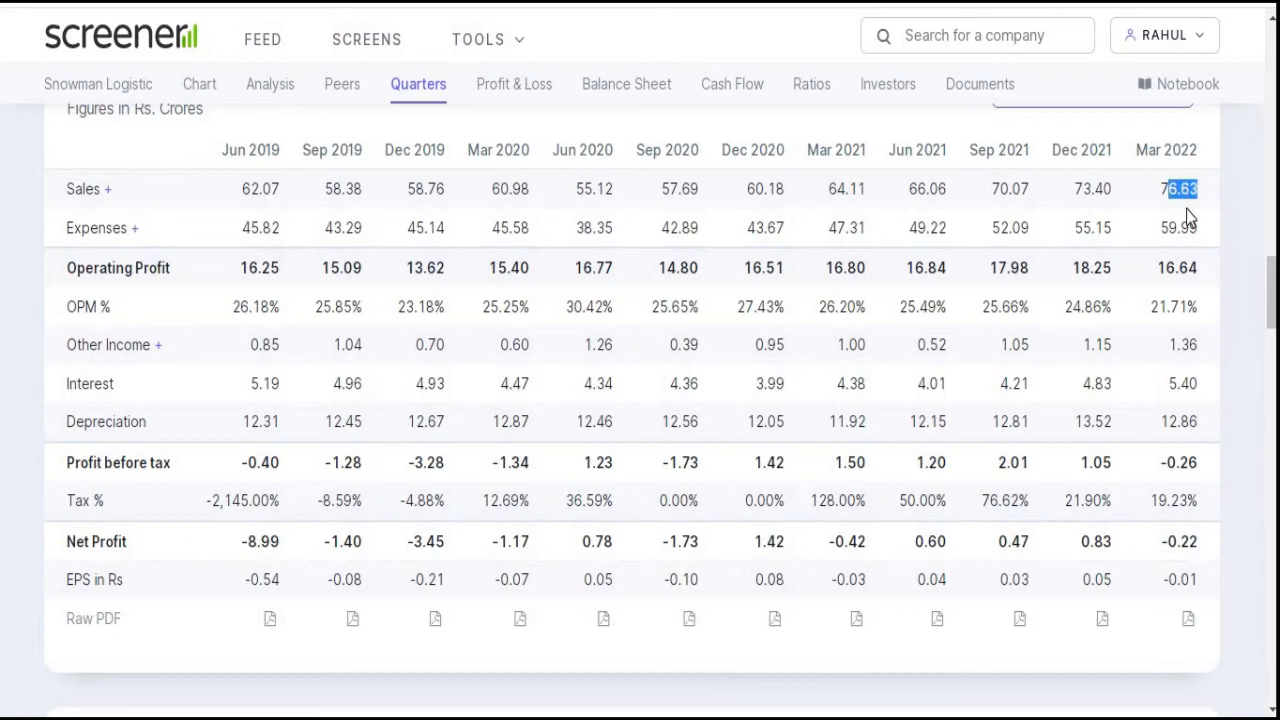 screener FEED SCREENS TOOLS Search for a company RAHUL
Snowman Logistic Chart Analysis Peers Quarters Profit & Loss Balance Sheet Cash Flow Ratios Investors Documents Notebook
Figures in Rs. Crores
Jun 2019 Sep 2019 Dec 2019 Mar 2020 Jun 2020 Sep 2020 Dec 2020 Mar 2021 Jun 2021 Sep 2021 Dec 2021 Mar 2022
Sales + 62.07 58.38 58.76 60.98 55.12 57.69 60.18 64.11 66.06 70.07 73.40 76.63
Expenses + 45.82 43.29 45.14 45.58 38.35 42.89 43.67 47.31 49.22 52.09 55.15 59.99
Operating Profit 16.25 15.09 13.62 15.40 16.77 14.80 16.51 16.80 16.84 17.98 18.25 16.64
OPM % 26.18% 25.85% 23.18% 25.25% 30.42% 25.65% 27.43% 26.20% 25.49% 25.66% 24.86% 21.71%
Other Income + 0.85 1.04 0.70 0.60 1.26 0.39 0.95 1.00 0.52 1.05 1.15 1.36
Interest 5.19 4.96 4.93 4.47 4.34 4.36 3.99 4.38 4.01 4.21 4.83 5.40
Depreciation 12.31 12.45 12.67 12.87 12.46 12.56 12.05 11.92 12.15 12.81 13.52 12.86
Profit before tax -0.40 -1.28 -3.28 -1.34 1.23 -1.73 1.42 1.50 1.20 2.01 1.05 -0.26
Tax % -2,145.00% -8.59% -4.88% 12.69% 36.59% 0.00% 0.00% 128.00% 50.00% 76.62% 21.90% 19.23%
Net Profit -8.99 -1.40 -3.45 -1.17 0.78 -1.73 1.42 -0.42 0.60 0.47 0.83 -0.22
EPS in Rs -0.54 -0.08 -0.21 -0.07 0.05 -0.10 0.08 -0.03 0.04 0.03 0.05 -0.01
Raw PDF